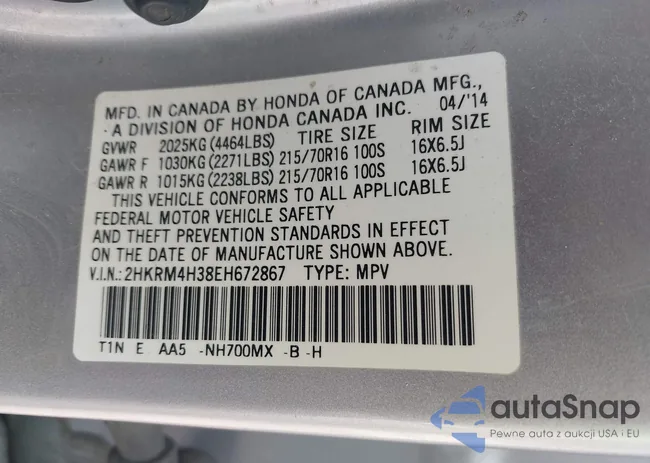 MFD. IN CANADA BY HONDA OF CANADA MFG.,
A DIVISION OF HONDA CANADA INC. 04/'14
GVWR 2025KG(4464LBS) TIRE SIZE RIM SIZE
GAWR F 1030KG(2271LBS) 215/70R16 100S 16X6.5J
GAWR R 1015KG(2238LBS) 215/70R16 100S 16X6.5J
THIS VEHICLE CONFORMS TO ALL APPLICABLE
FEDERAL MOTOR VEHICLE SAFETY
AND THEFT PREVENTION STANDARDS IN EFFECT
ON THE DATE OF MANUFACTURE SHOWN ABOVE.
V.I.N.: 2HKRM4H38EH672867 TYPE: MPV
T1N E AA5 -NH700MX -B -H
autaSnap
Pewne auta z aukcji USA i EU